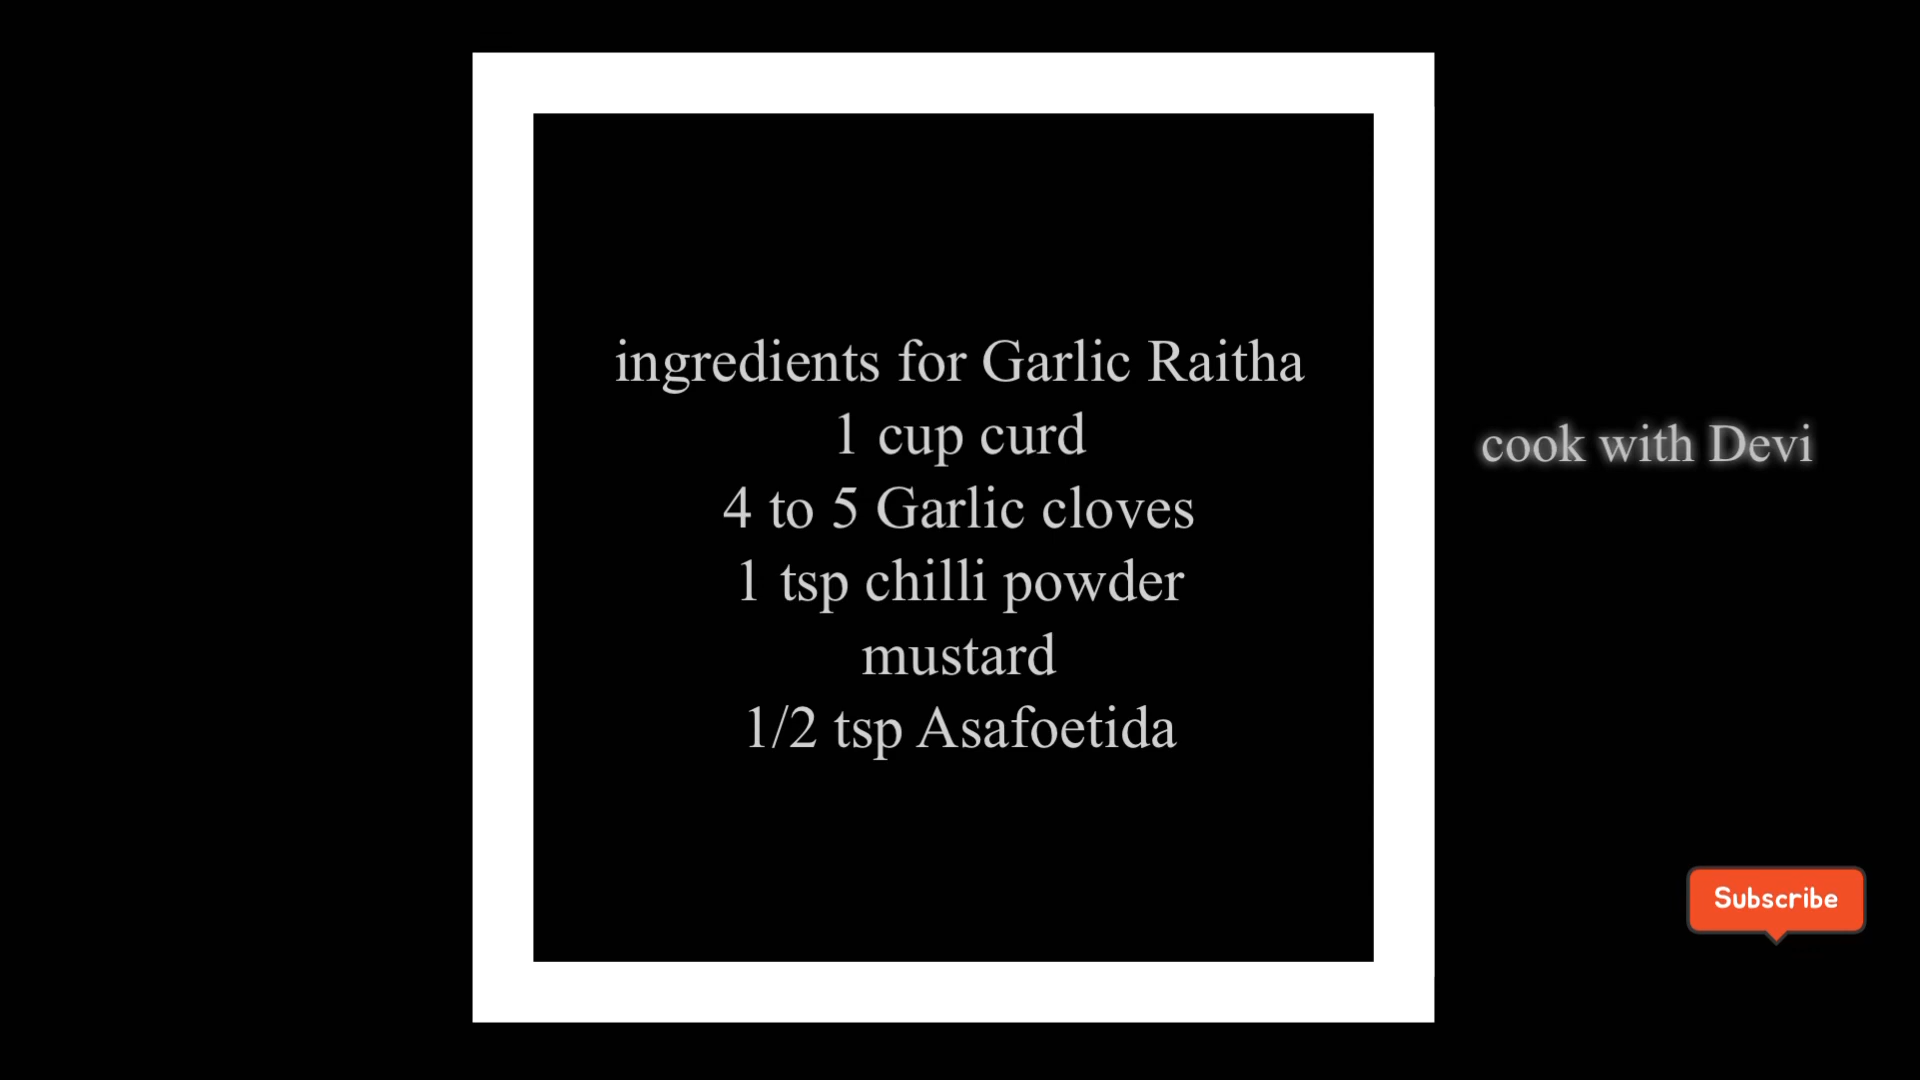 ingredients for Garlic Raitha
1 cup curd
4 to 5 Garlic cloves
1 tsp chilli powder
mustard
1/2 tsp Asafoetida
cook with Devi
Subscribe